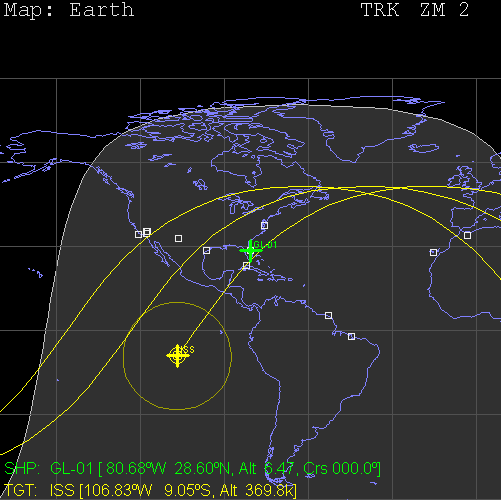 Map: Earth TRK ZM 2
GL-01
ISS
SHP: GL-01 [ 80.68ºW 28.60ºN, Alt 6.47, Crs 000.0º]
TGT: ISS [106.83ºW 9.05ºS, Alt 369.8k]